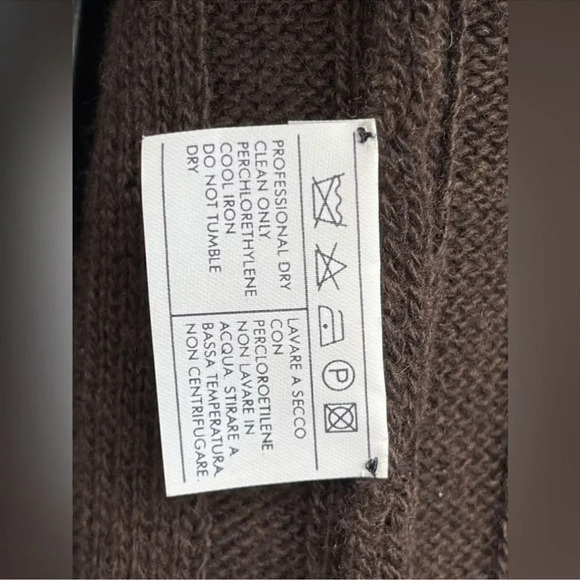 P
PROFESSIONAL DRY
CLEAN ONLY
PERCHLORETHYLENE
COOL IRON
DO NOT TUMBLE
DRY
LAVARE A SECCO
CON
PERCLOROETILENE
NON LAVARE IN
ACQUA. STIRARE A
BASSA TEMPERATURA
NON CENTRIFUGARE.